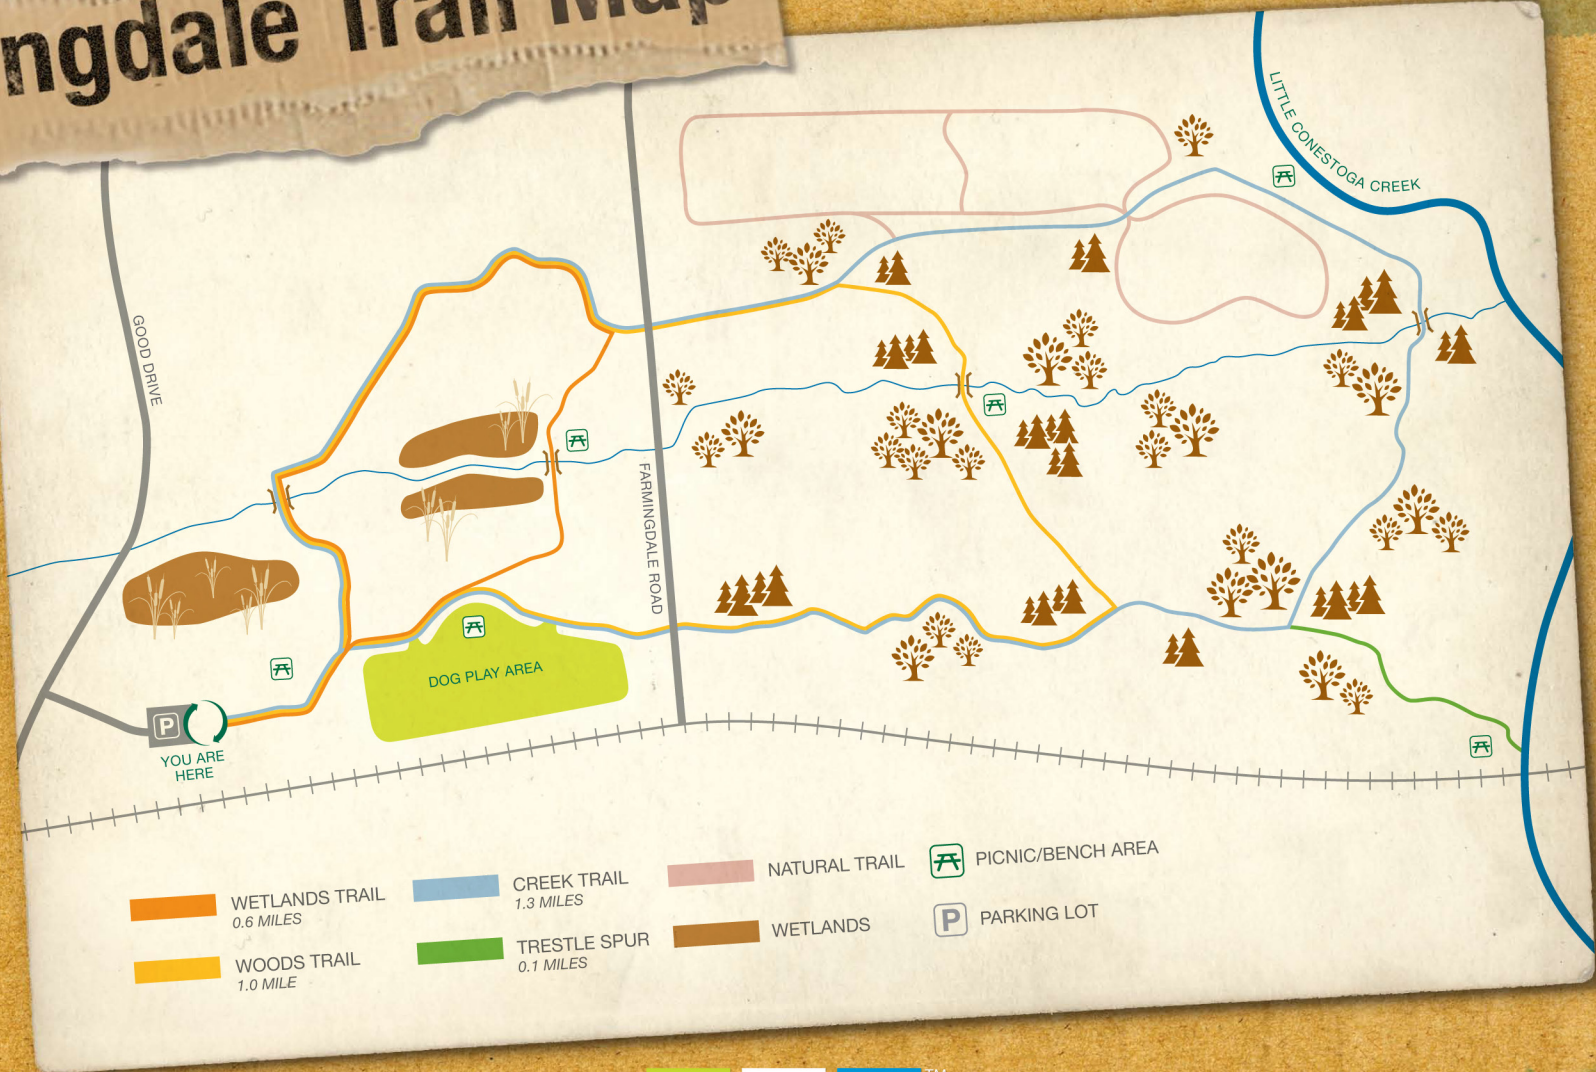 ngdale Trail Map
LITTLE CONESTOGA CREEK
GOOD DRIVE
FARMINGDALE ROAD
DOG PLAY AREA
P
YOU ARE
HERE
WETLANDS TRAIL
0.6 MILES
CREEK TRAIL
1.3 MILES
NATURAL TRAIL
PICNIC/BENCH AREA
WOODS TRAIL
1.0 MILE
TRESTLE SPUR
0.1 MILES
WETLANDS
P
PARKING LOT
TM